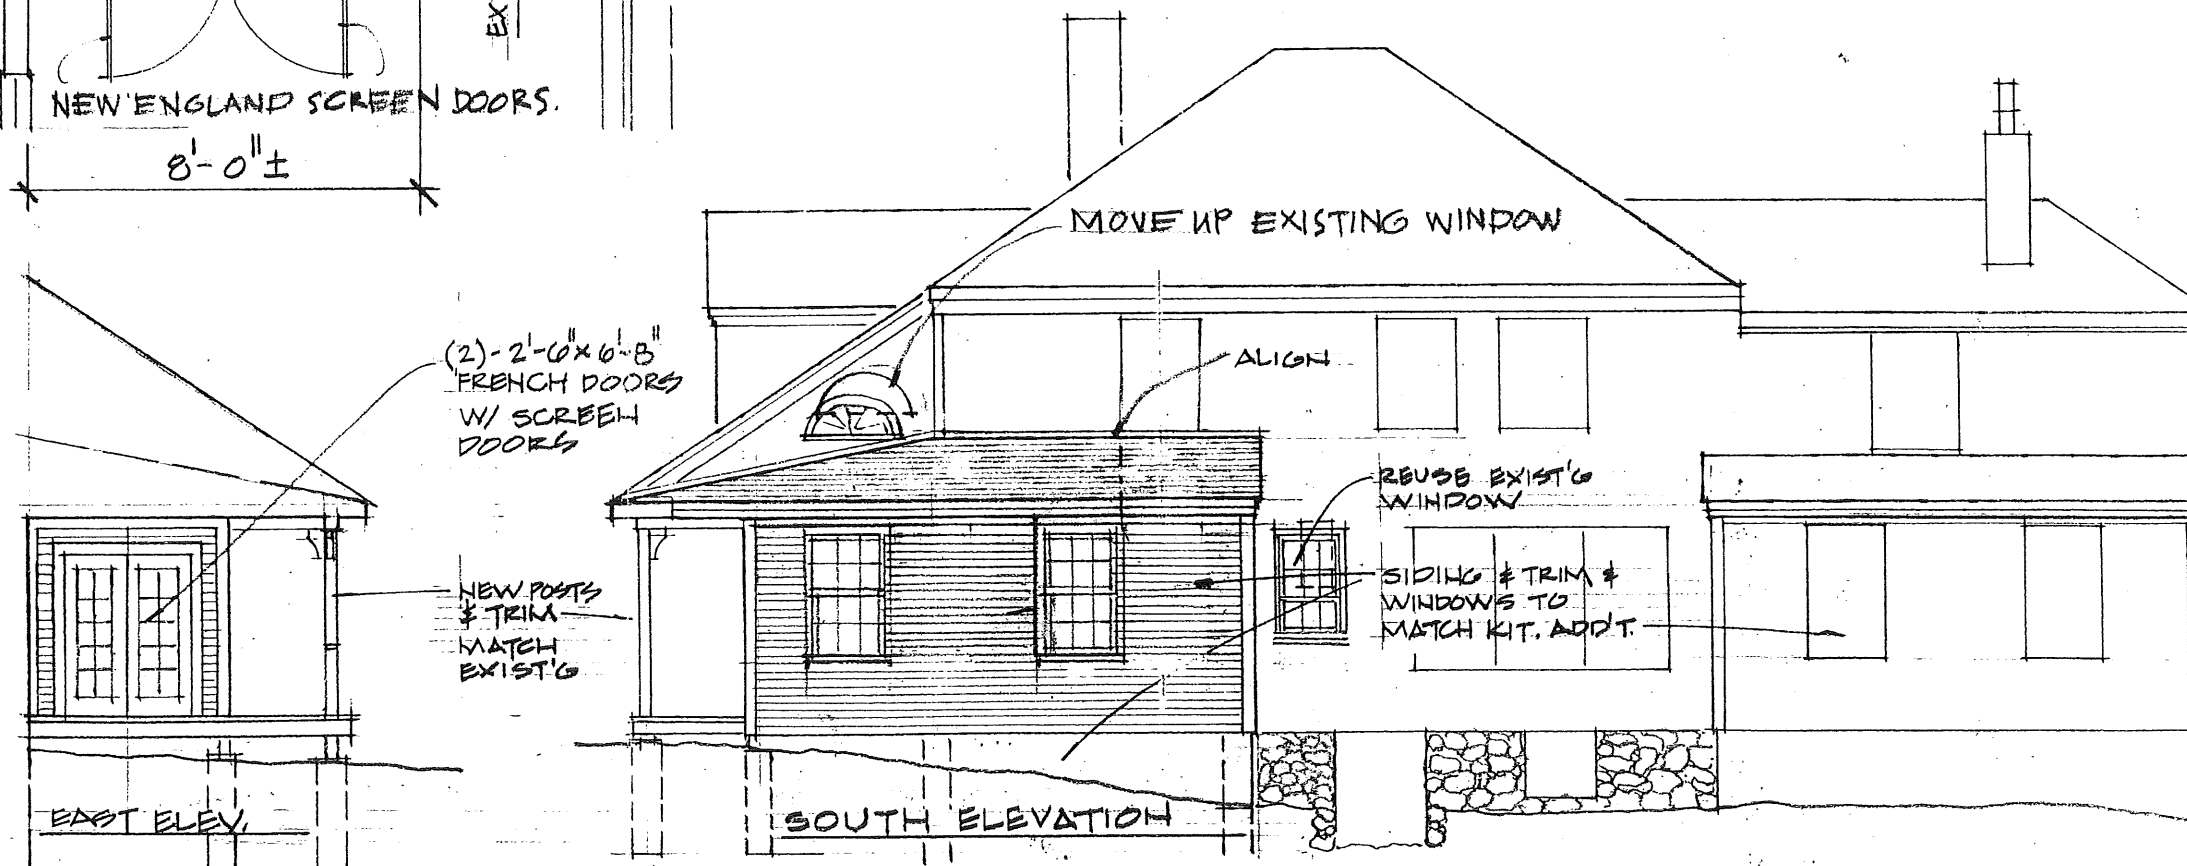 EX
NEW ENGLAND SCREEN DOORS.
8'-0"±
MOVE UP EXISTING WINDOW
(2)-2'-6"x6'-8"
FRENCH DOORS
W/ SCREEN
DOORS
ALIGN
REUSE EXIST'G
WINDOW
NEW POSTS
& TRIM
MATCH
EXIST'G
SIDING & TRIM &
WINDOWS TO
MATCH KIT. ADD'T.
EAST ELEV.
SOUTH ELEVATION